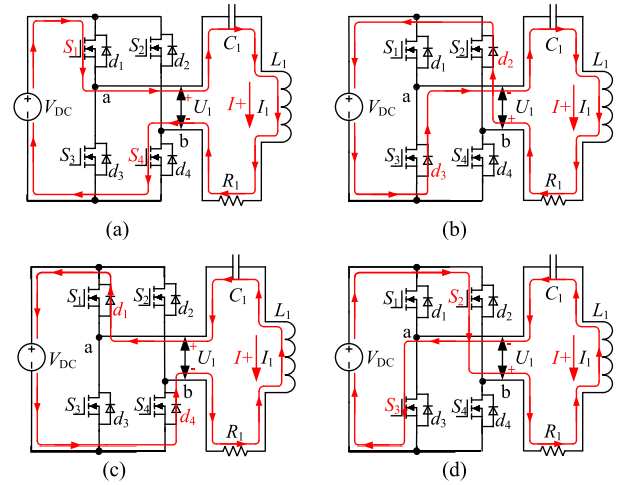 S1 S2 C1 L1
d1 d2
a
VDC + U1 I+ I1
-
b
S3 S4
d3 d4 R1
(a)
S1 S2 C1 L1
d1 d2
a
VDC - U1 I+ I1
+
b
S3 S4
d3 d4 R1
(b)
S1 S2 C1 L1
d1 d2
a
VDC + U1 I+ I1
-
b
S3 S4
d3 d4 R1
(c)
S1 S2 C1 L1
d1 d2
a
VDC - U1 I+ I1
+
b
S3 S4
d3 d4 R1
(d)